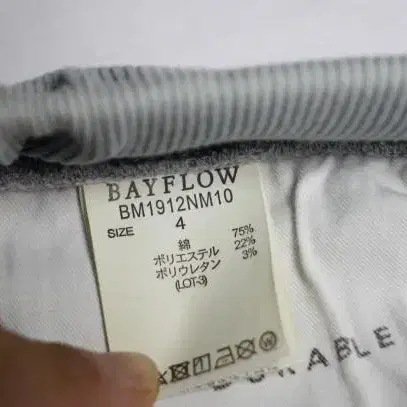 BAYFLOW
BM1912NM10
SIZE 4
綿 75%
ポリエステル 22%
ポリウレタン 3%
(LOT-3)